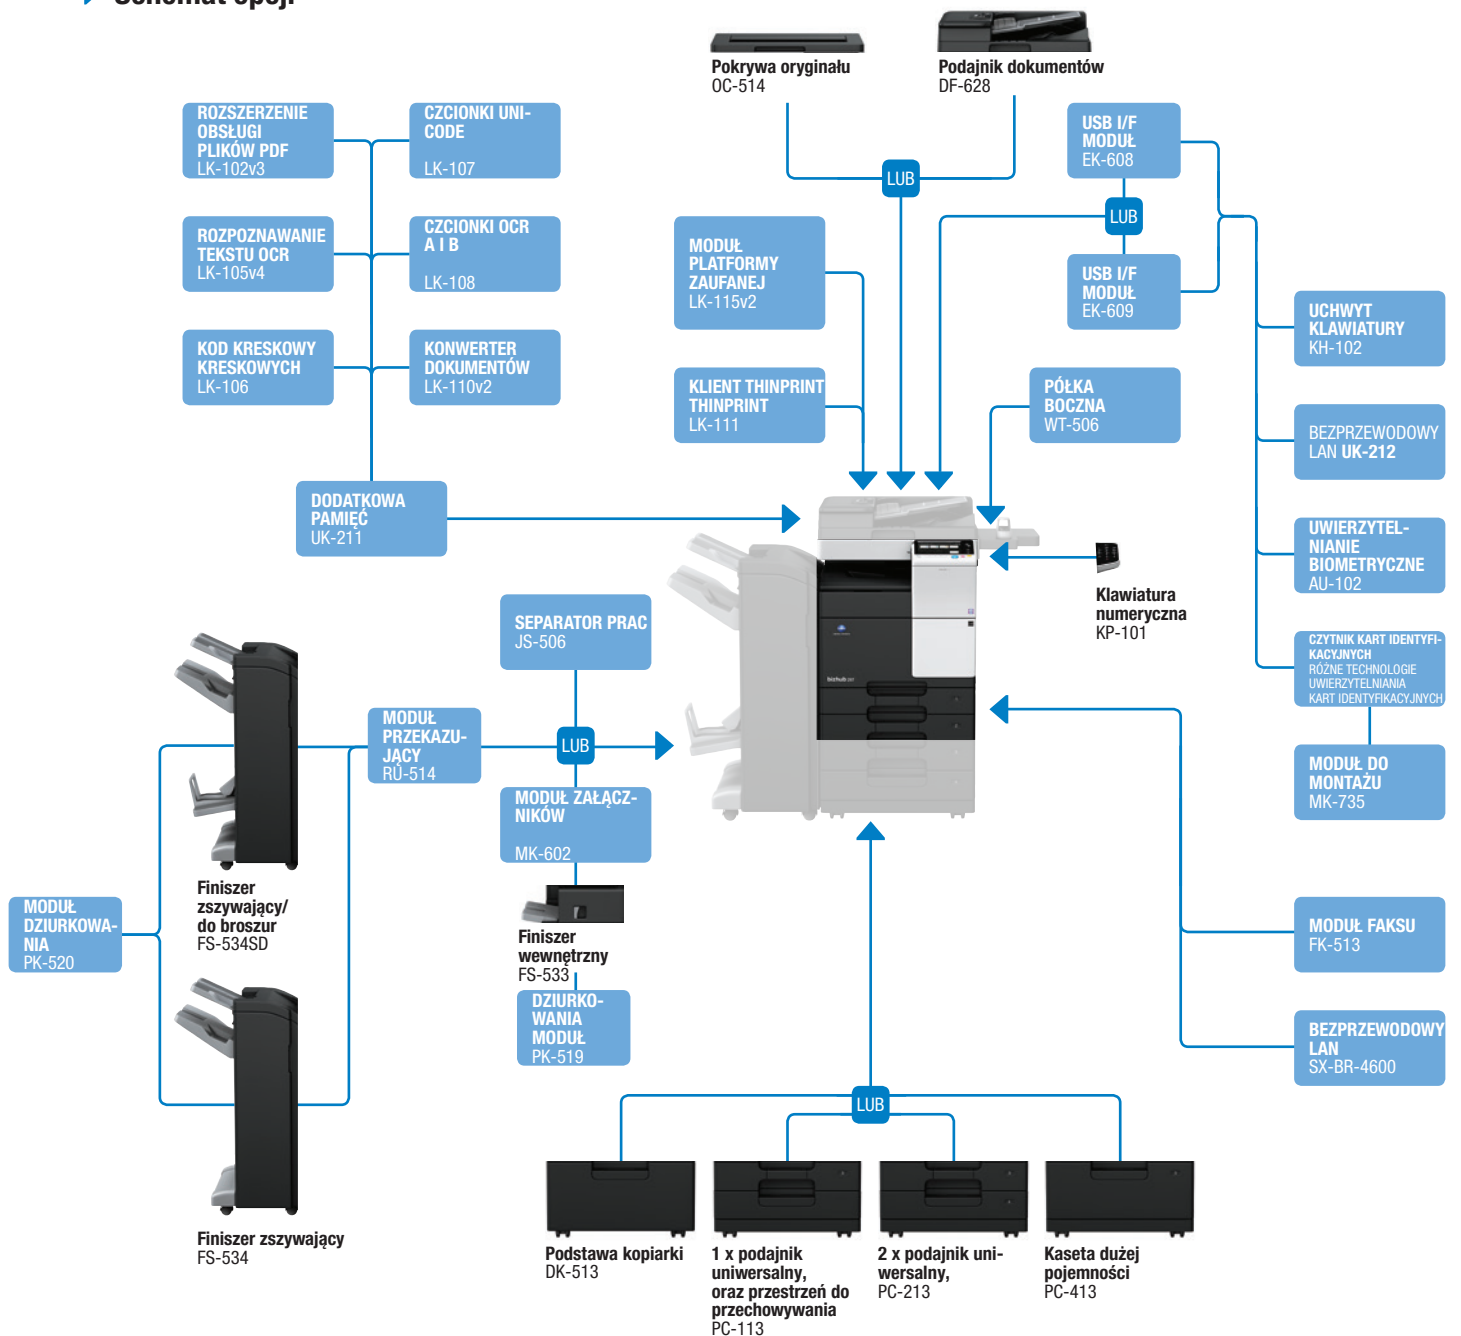 Schemat opcji
Pokrywa oryginału
OC-514
Podajnik dokumentów
DF-628
ROZSZERZENIE
OBSŁUGI
PLIKÓW PDF
LK-102v3
CZCIONKI UNI-
CODE
LK-107
USB I/F
MODUŁ
EK-608
LUB
LUB
ROZPOZNAWANIE
TEKSTU OCR
LK-105v4
CZCIONKI OCR
A I B
LK-108
MODUŁ
PLATFORMY
ZAUFANEJ
LK-115v2
USB I/F
MODUŁ
EK-609
UCHWYT
KLAWIATURY
KH-102
KOD KRESKOWY
KRESKOWYCH
LK-106
KONWERTER
DOKUMENTÓW
LK-110v2
KLIENT THINPRINT
THINPRINT
LK-111
PÓŁKA
BOCZNA
WT-506
BEZPRZEWODOWY
LAN UK-212
DODATKOWA
PAMIĘĆ
UK-211
UWIERZYTEL-
NIANIE
BIOMETRYCZNE
AU-102
Klawiatura
numeryczna
KP-101
SEPARATOR PRAC
JS-506
CZYTNIK KART IDENTYFI-
KACYJNYCH
RÓŻNE TECHNOLOGIE
UWIERZYTELNIANIA
KART IDENTYFIKACYJNYCH
bizhub
MODUŁ
PRZEKAZU-
JĄCY
RU-514
LUB
MODUŁ DO
MONTAŻU
MK-735
MODUŁ ZAŁĄCZ-
NIKÓW
MK-602
Finiszer
zszywający/
do broszur
FS-534SD
MODUŁ
DZIURKOWA-
NIA
PK-520
Finiszer
wewnętrzny
FS-533
MODUŁ FAKSU
FK-513
DZIURKO-
WANIA
MODUŁ
PK-519
BEZPRZEWODOWY
LAN
SX-BR-4600
LUB
Finiszer zszywający
FS-534
Podstawa kopiarki
DK-513
1 x podajnik
uniwersalny,
oraz przestrzeń do
przechowywania
PC-113
2 x podajnik uni-
wersalny,
PC-213
Kaseta dużej
pojemności
PC-413